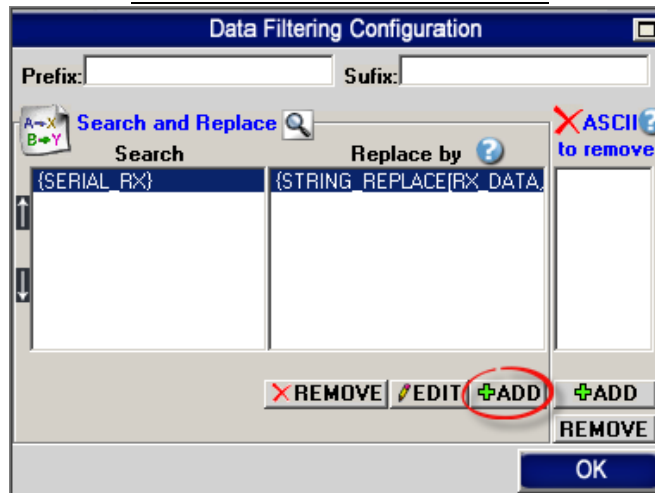 Data Filtering Configuration
Prefix:
Sufix:
A→X
B→Y
Search and Replace
Search
Replace by
{SERIAL_RX}
{STRING_REPLACE[RX_DATA,
ASCII
to remove
REMOVE
EDIT
ADD
ADD
REMOVE
OK